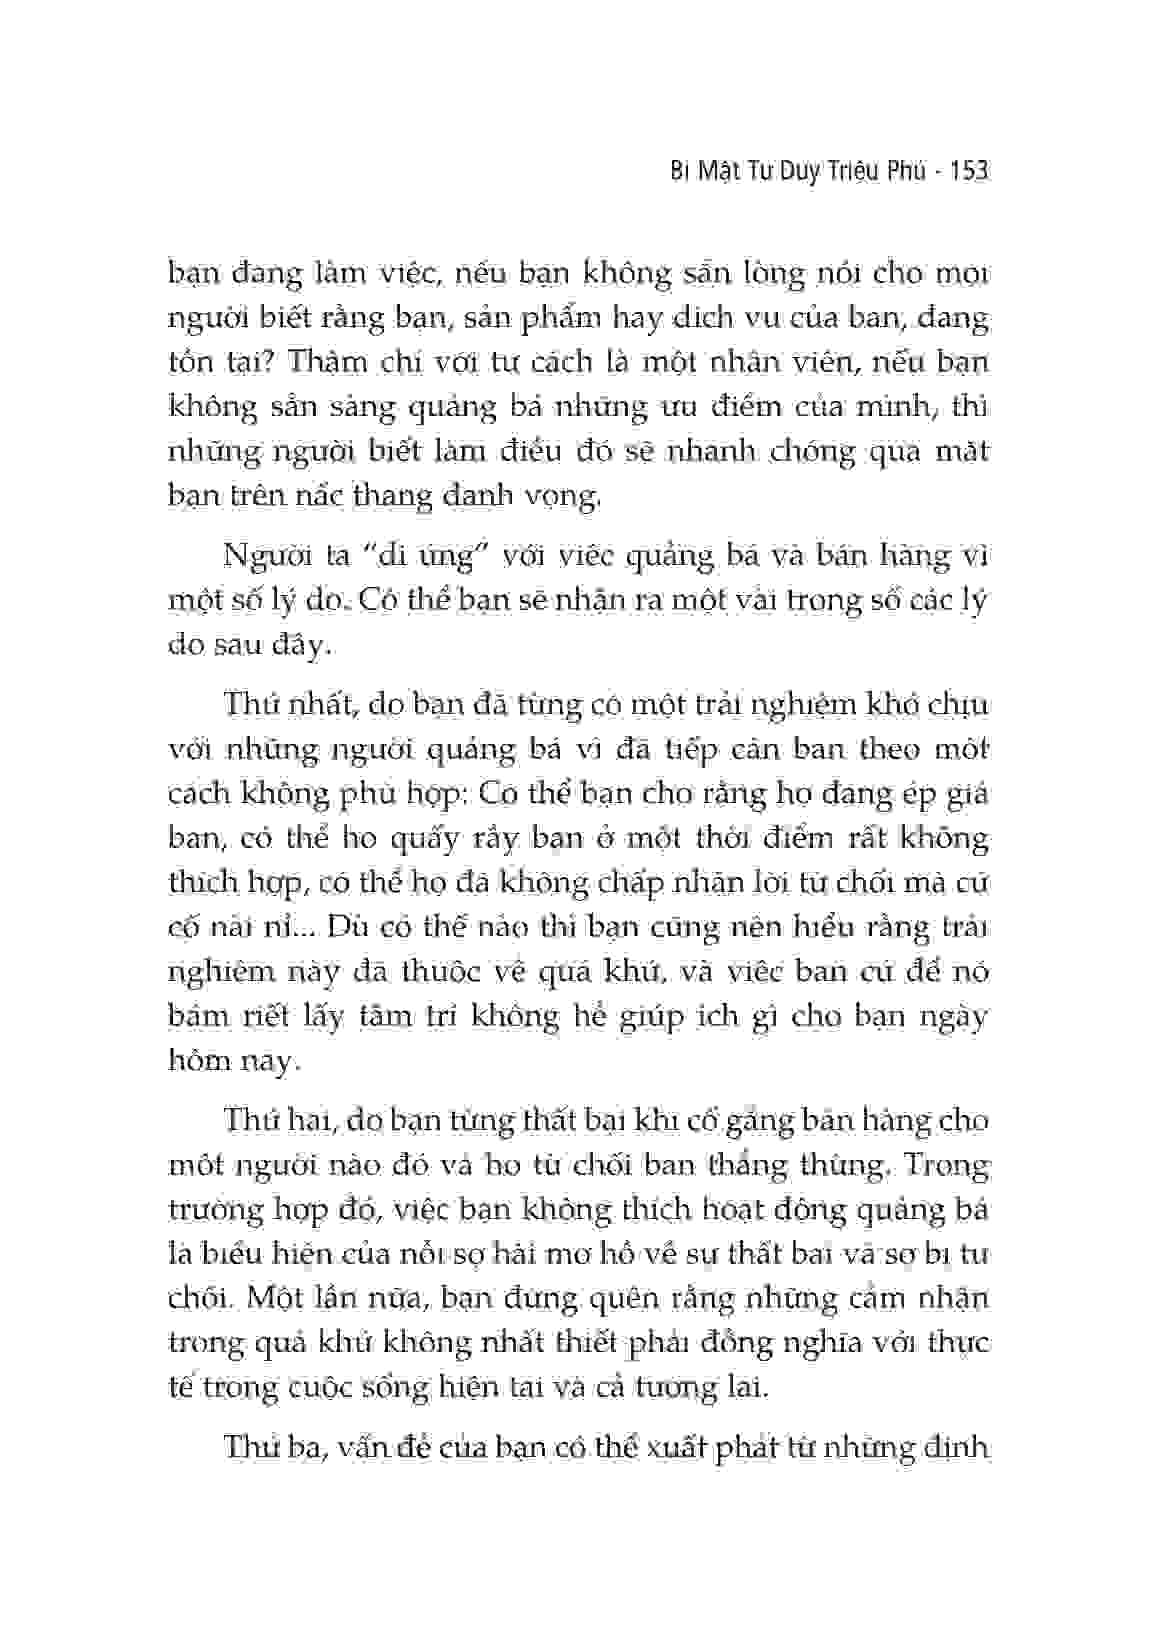 Bí Mật Tư Duy Triệu Phú - 153
bạn đang làm việc, nếu bạn không sẵn lòng nói cho mọi
người biết rằng bạn, sản phẩm hay dịch vụ của bạn, đang
tồn tại? Thậm chí với tư cách là một nhân viên, nếu bạn
không sẵn sàng quảng bá những ưu điểm của mình, thì
những người biết làm điều đó sẽ nhanh chóng qua mặt
bạn trên nấc thang danh vọng.
Người ta “dị ứng” với việc quảng bá và bán hàng vì
một số lý do. Có thể bạn sẽ nhận ra một vài trong số các lý
do sau đây.
Thứ nhất, do bạn đã từng có một trải nghiệm khó chịu
với những người quảng bá vì đã tiếp cận bạn theo một
cách không phù hợp: Có thể bạn cho rằng họ đang ép giá
bạn, có thể họ quấy rầy bạn ở một thời điểm rất không
thích hợp, có thể họ đã không chấp nhận lời từ chối mà cứ
cố nài nỉ... Dù có thế nào thì bạn cũng nên hiểu rằng trải
nghiệm này đã thuộc về quá khứ, và việc bạn cứ để nó
bám riết lấy tâm trí không hề giúp ích gì cho bạn ngày
hôm nay.
Thứ hai, do bạn từng thất bại khi cố gắng bán hàng cho
một người nào đó và họ từ chối bạn thẳng thừng. Trong
trường hợp đó, việc bạn không thích hoạt động quảng bá
là biểu hiện của nỗi sợ hãi mơ hồ về sự thất bại và sợ bị từ
chối. Một lần nữa, bạn đừng quên rằng những cảm nhận
trong quá khứ không nhất thiết phải đồng nghĩa với thực
tế trong cuộc sống hiện tại và cả tương lai.
Thứ ba, vấn đề của bạn có thể xuất phát từ những định